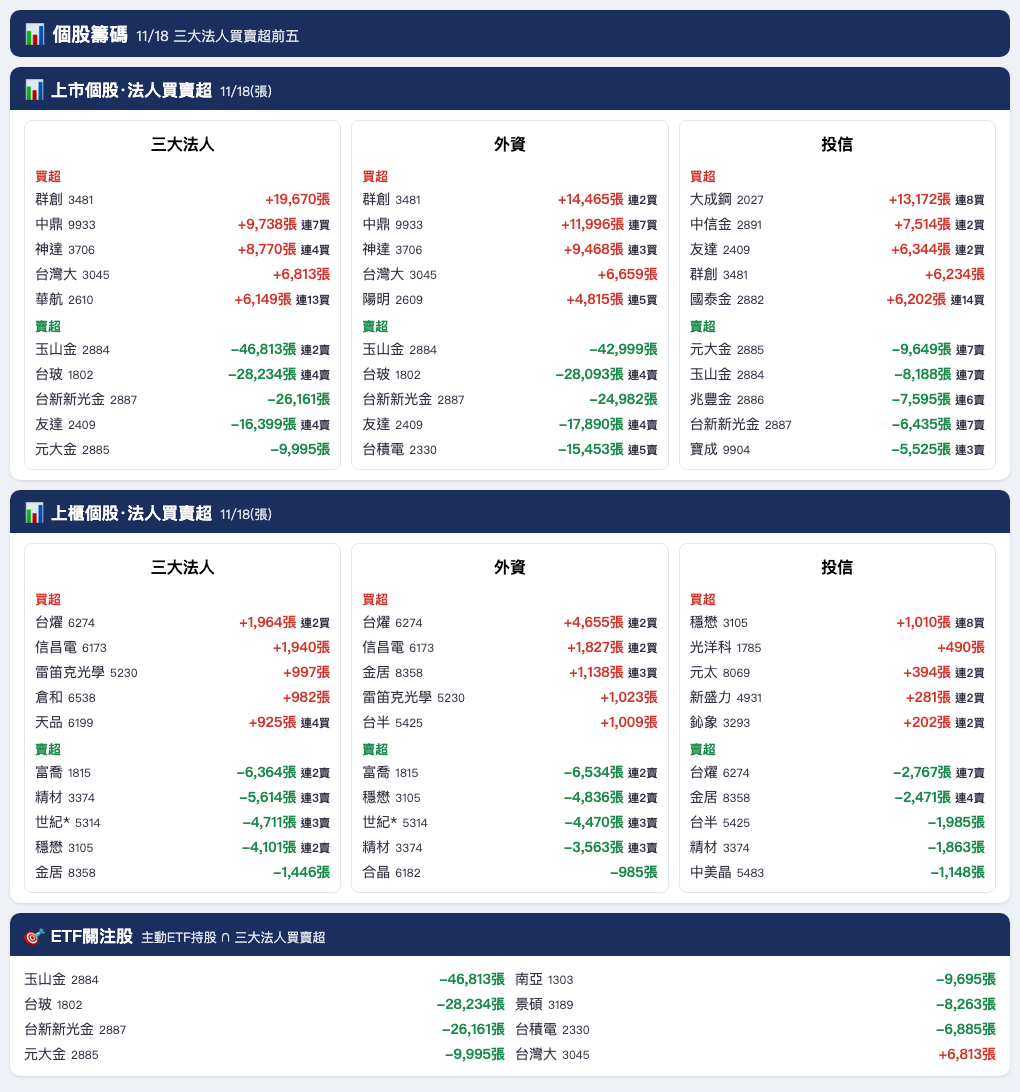 個股籌碼 11/18 三大法人買賣超前五
上市個股·法人買賣超 11/18(張)
三大法人
買超
群創 3481 +19,670張
中鼎 9933 +9,738張 連7買
神達 3706 +8,770張 連4買
台灣大 3045 +6,813張
華航 2610 +6,149張 連13買
賣超
玉山金 2884 −46,813張 連2賣
台玻 1802 −28,234張 連4賣
台新新光金 2887 −26,161張
友達 2409 −16,399張 連4賣
元大金 2885 −9,995張
外資
買超
群創 3481 +14,465張 連2買
中鼎 9933 +11,996張 連7買
神達 3706 +9,468張 連3買
台灣大 3045 +6,659張
陽明 2609 +4,815張 連5買
賣超
玉山金 2884 −42,999張
台玻 1802 −28,093張 連4賣
台新新光金 2887 −24,982張
友達 2409 −17,890張 連4賣
台積電 2330 −15,453張 連5賣
投信
買超
大成鋼 2027 +13,172張 連8買
中信金 2891 +7,514張 連2買
友達 2409 +6,344張 連2買
群創 3481 +6,234張
國泰金 2882 +6,202張 連14買
賣超
元大金 2885 −9,649張 連7賣
玉山金 2884 −8,188張 連7賣
兆豐金 2886 −7,595張 連6賣
台新新光金 2887 −6,435張 連7賣
寶成 9904 −5,525張 連3賣
上櫃個股·法人買賣超 11/18(張)
三大法人
買超
台燿 6274 +1,964張 連2買
信昌電 6173 +1,940張
雷笛克光學 5230 +997張
倉和 6538 +982張
天品 6199 +925張 連4買
賣超
富喬 1815 −6,364張 連2賣
精材 3374 −5,614張 連3賣
世紀* 5314 −4,711張 連3賣
穩懋 3105 −4,101張 連2賣
金居 8358 −1,446張
外資
買超
台燿 6274 +4,655張 連2買
信昌電 6173 +1,827張 連2買
金居 8358 +1,138張 連3買
雷笛克光學 5230 +1,023張
台半 5425 +1,009張
賣超
富喬 1815 −6,534張 連2賣
穩懋 3105 −4,836張 連2賣
世紀* 5314 −4,470張 連3賣
精材 3374 −3,563張 連3賣
合晶 6182 −985張
投信
買超
穩懋 3105 +1,010張 連8買
光洋科 1785 +490張
元太 8069 +394張 連2買
新盛力 4931 +281張 連2買
鈊象 3293 +202張 連2買
賣超
台燿 6274 −2,767張 連7賣
金居 8358 −2,471張 連4賣
台半 5425 −1,985張
精材 3374 −1,863張
中美晶 5483 −1,148張
ETF關注股 主動ETF持股 ∩ 三大法人買賣超
玉山金 2884 −46,813張 南亞 1303 −9,695張
台玻 1802 −28,234張 景碩 3189 −8,263張
台新新光金 2887 −26,161張 台積電 2330 −6,885張
元大金 2885 −9,995張 台灣大 3045 +6,813張